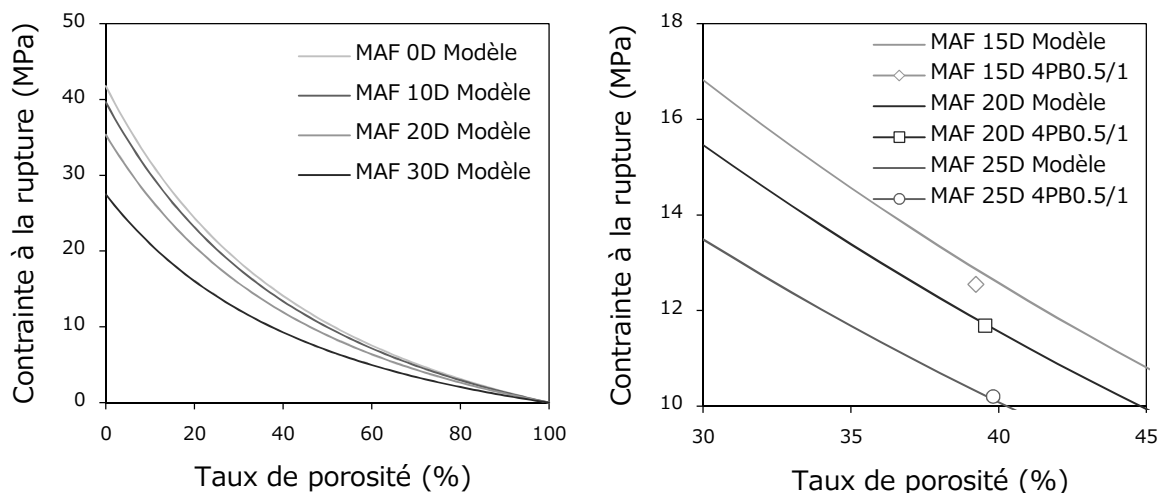 Contrainte à la rupture (MPa)
50
40
30
20
10
0
0 20 40 60 80 100
Taux de porosité (%)
MAF 0D Modèle
MAF 10D Modèle
MAF 20D Modèle
MAF 30D Modèle
Contrainte à la rupture (MPa)
18
16
14
12
10
30 35 40 45
Taux de porosité (%)
MAF 15D Modèle
MAF 15D 4PB0.5/1
MAF 20D Modèle
MAF 20D 4PB0.5/1
MAF 25D Modèle
MAF 25D 4PB0.5/1